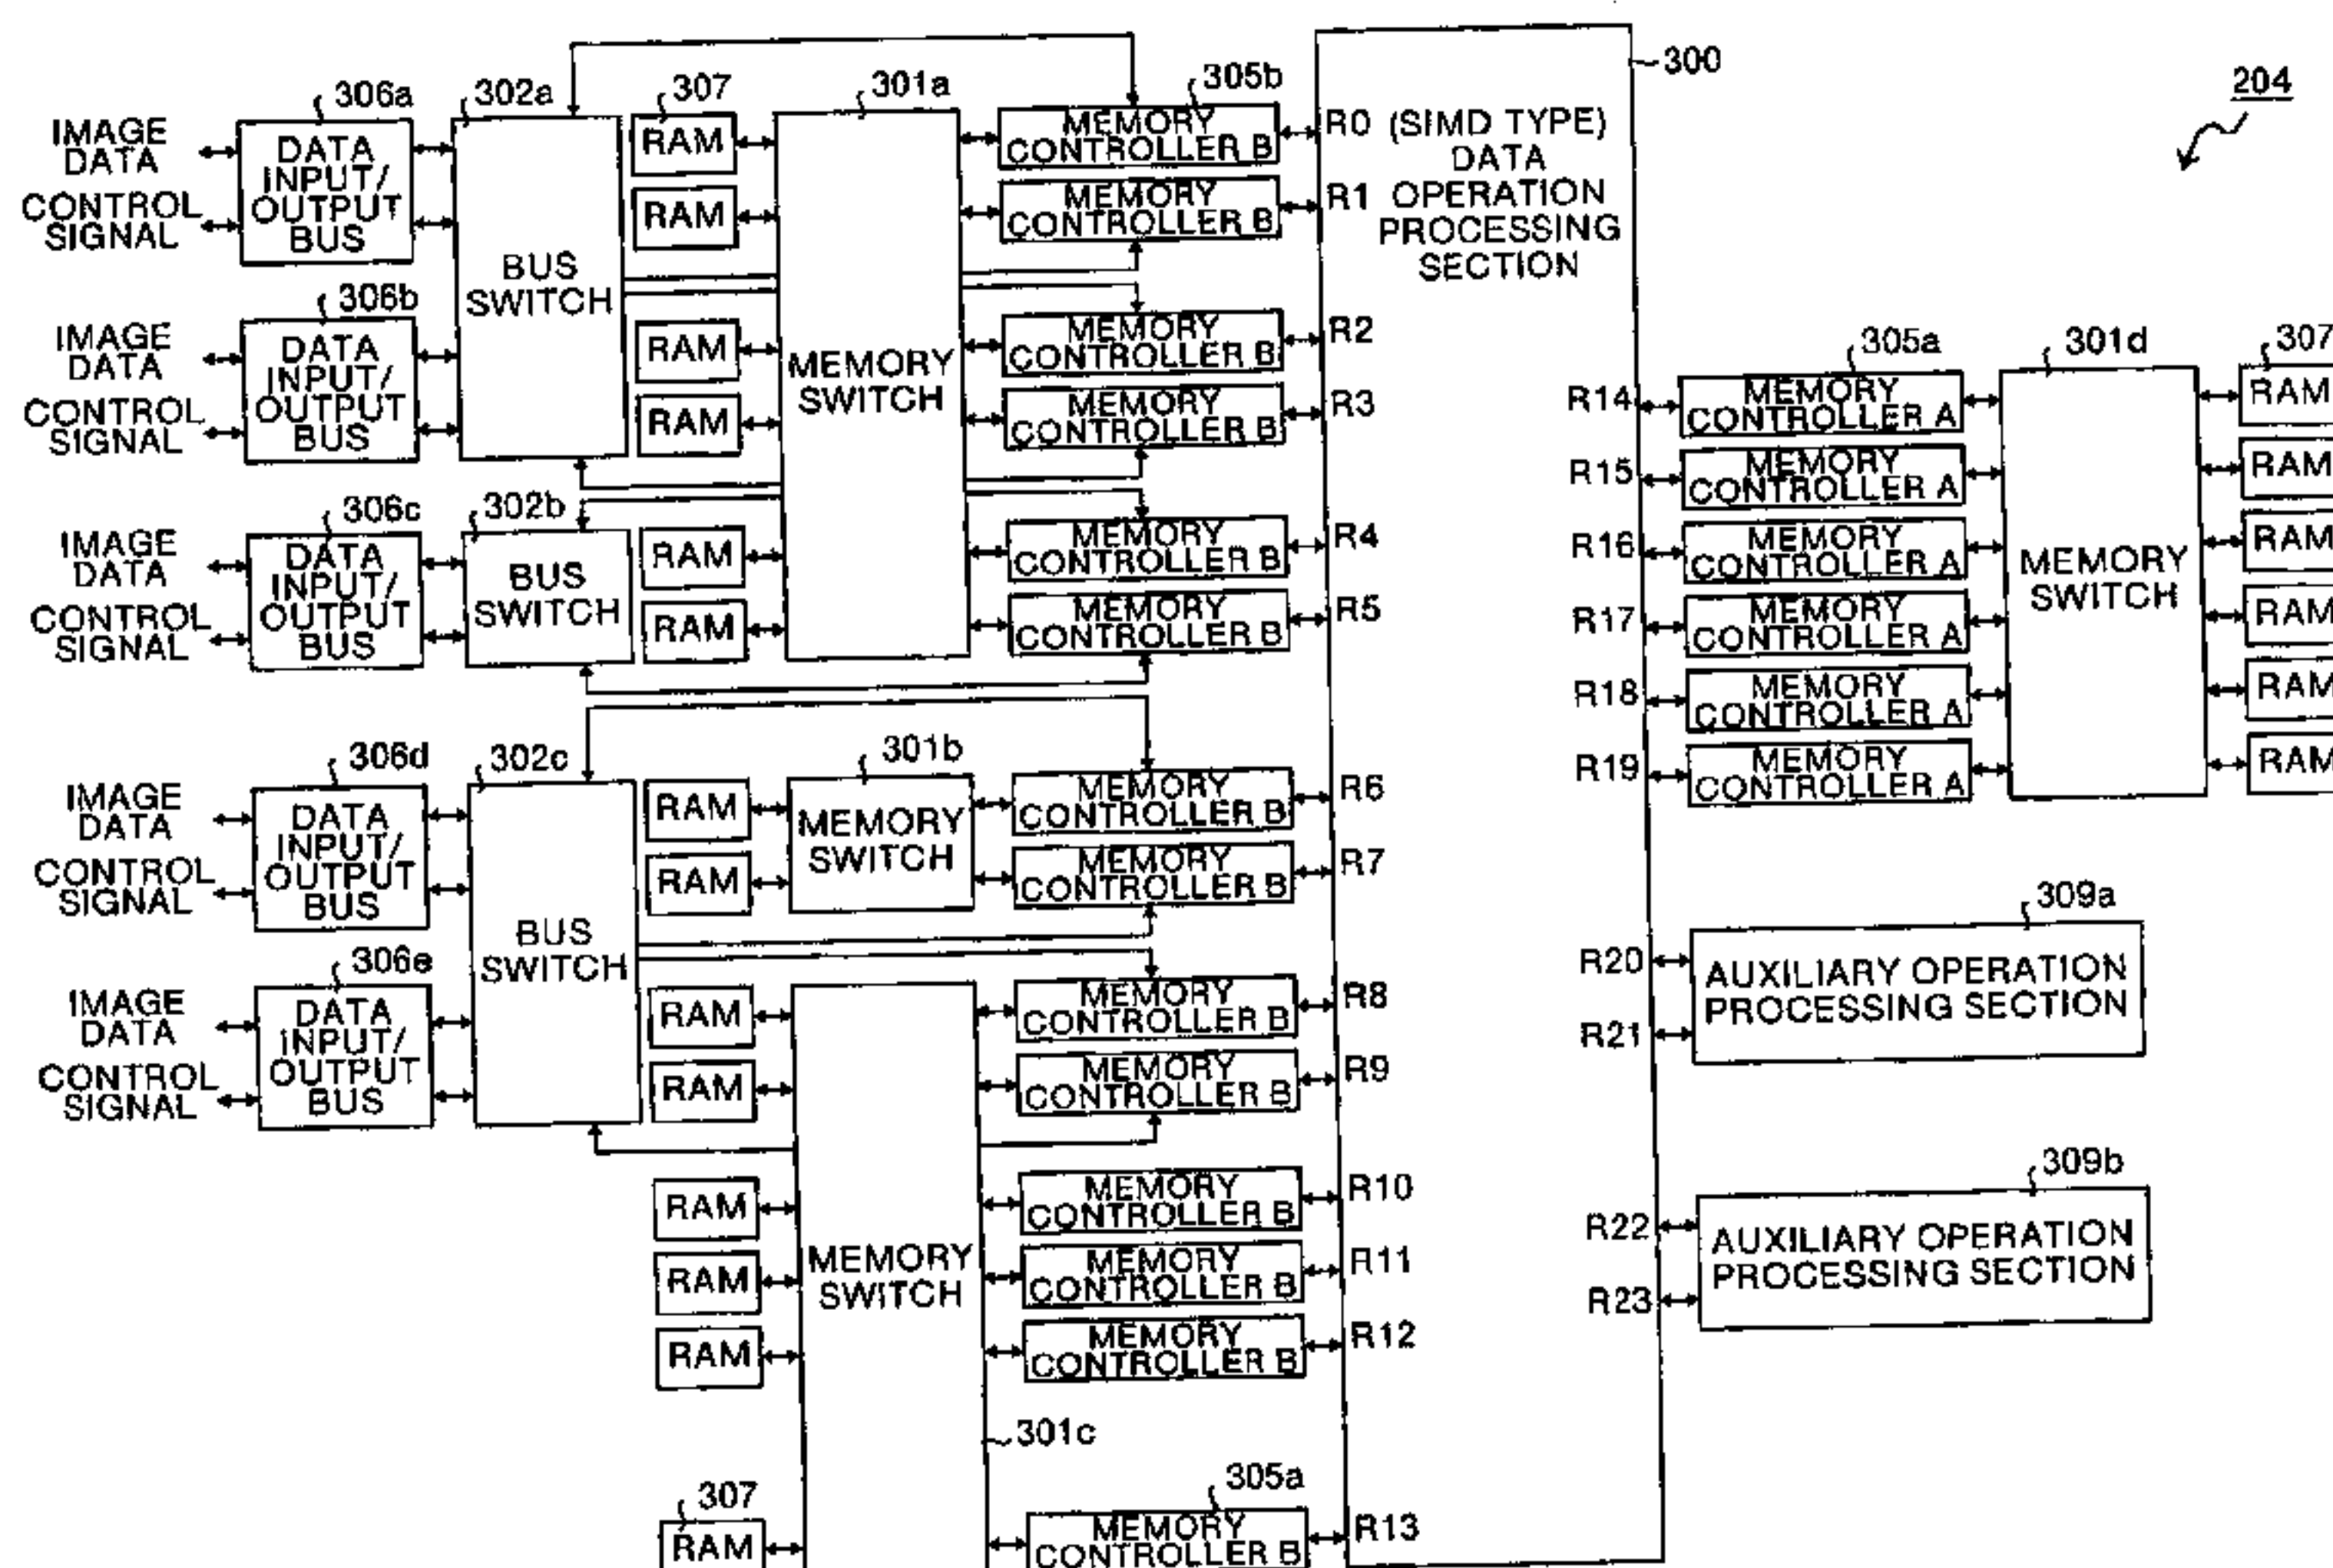 204
300
306a
302a
307
301a
305b
IMAGE
DATA
CONTROL
SIGNAL
DATA
INPUT/
OUTPUT
BUS
BUS
SWITCH
RAM
RAM
MEMORY
CONTROLLER B
R0
MEMORY
CONTROLLER B
R1
(SIMD TYPE)
DATA
OPERATION
PROCESSING
SECTION
306b
IMAGE
DATA
CONTROL
SIGNAL
DATA
INPUT/
OUTPUT
BUS
RAM
RAM
MEMORY
SWITCH
MEMORY
CONTROLLER B
R2
MEMORY
CONTROLLER B
R3
306c
302b
IMAGE
DATA
CONTROL
SIGNAL
DATA
INPUT/
OUTPUT
BUS
BUS
SWITCH
RAM
RAM
MEMORY
CONTROLLER B
R4
MEMORY
CONTROLLER B
R5
306d
302c
301b
IMAGE
DATA
CONTROL
SIGNAL
DATA
INPUT/
OUTPUT
BUS
BUS
SWITCH
RAM
RAM
MEMORY
SWITCH
MEMORY
CONTROLLER B
R6
MEMORY
CONTROLLER B
R7
306e
IMAGE
DATA
CONTROL
SIGNAL
DATA
INPUT/
OUTPUT
BUS
RAM
RAM
MEMORY
CONTROLLER B
R8
MEMORY
CONTROLLER B
R9
RAM
RAM
RAM
MEMORY
SWITCH
MEMORY
CONTROLLER B
R10
MEMORY
CONTROLLER B
R11
MEMORY
CONTROLLER B
R12
301c
307
RAM
305a
MEMORY
CONTROLLER B
R13
305a
301d
307
R14
MEMORY
CONTROLLER A
RAM
R15
MEMORY
CONTROLLER A
RAM
R16
MEMORY
CONTROLLER A
MEMORY
SWITCH
RAM
R17
MEMORY
CONTROLLER A
RAM
R18
MEMORY
CONTROLLER A
RAM
R19
MEMORY
CONTROLLER A
RAM
309a
R20
R21
AUXILIARY OPERATION
PROCESSING SECTION
309b
R22
R23
AUXILIARY OPERATION
PROCESSING SECTION